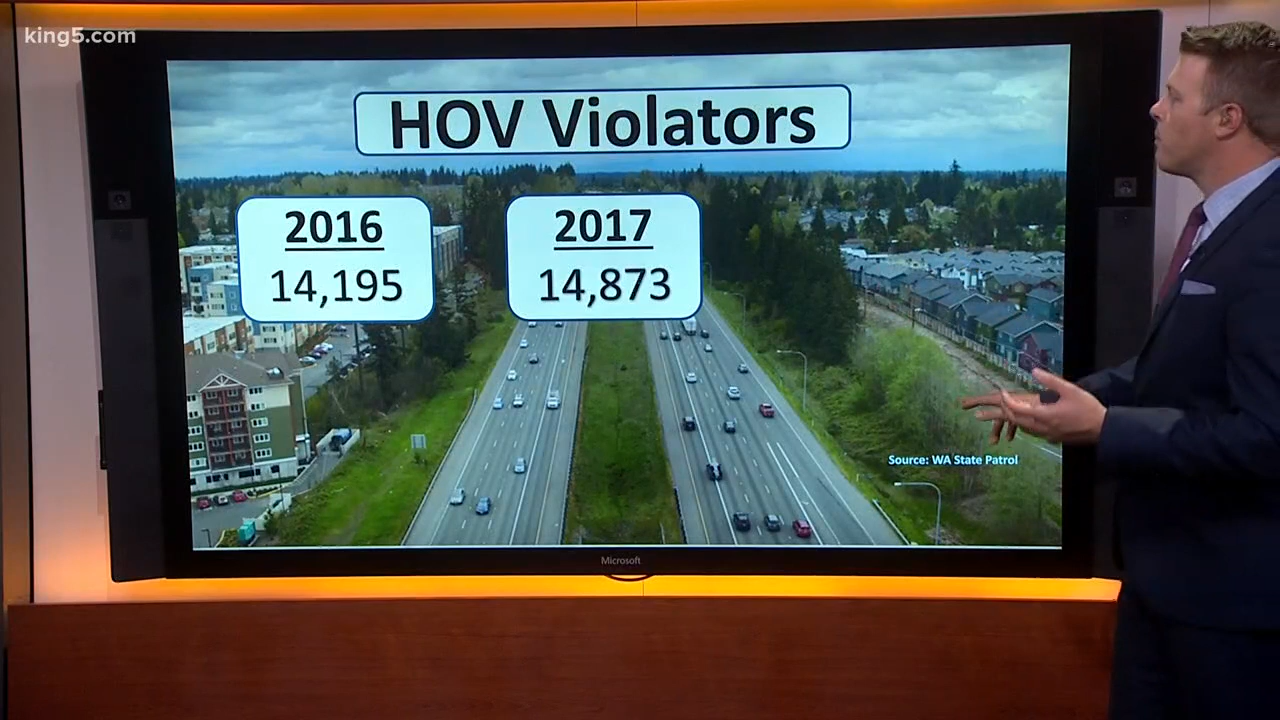 king5.com
HOV Violators
2016
14,195
2017
14,873
Source: WA State Patrol
Microsoft